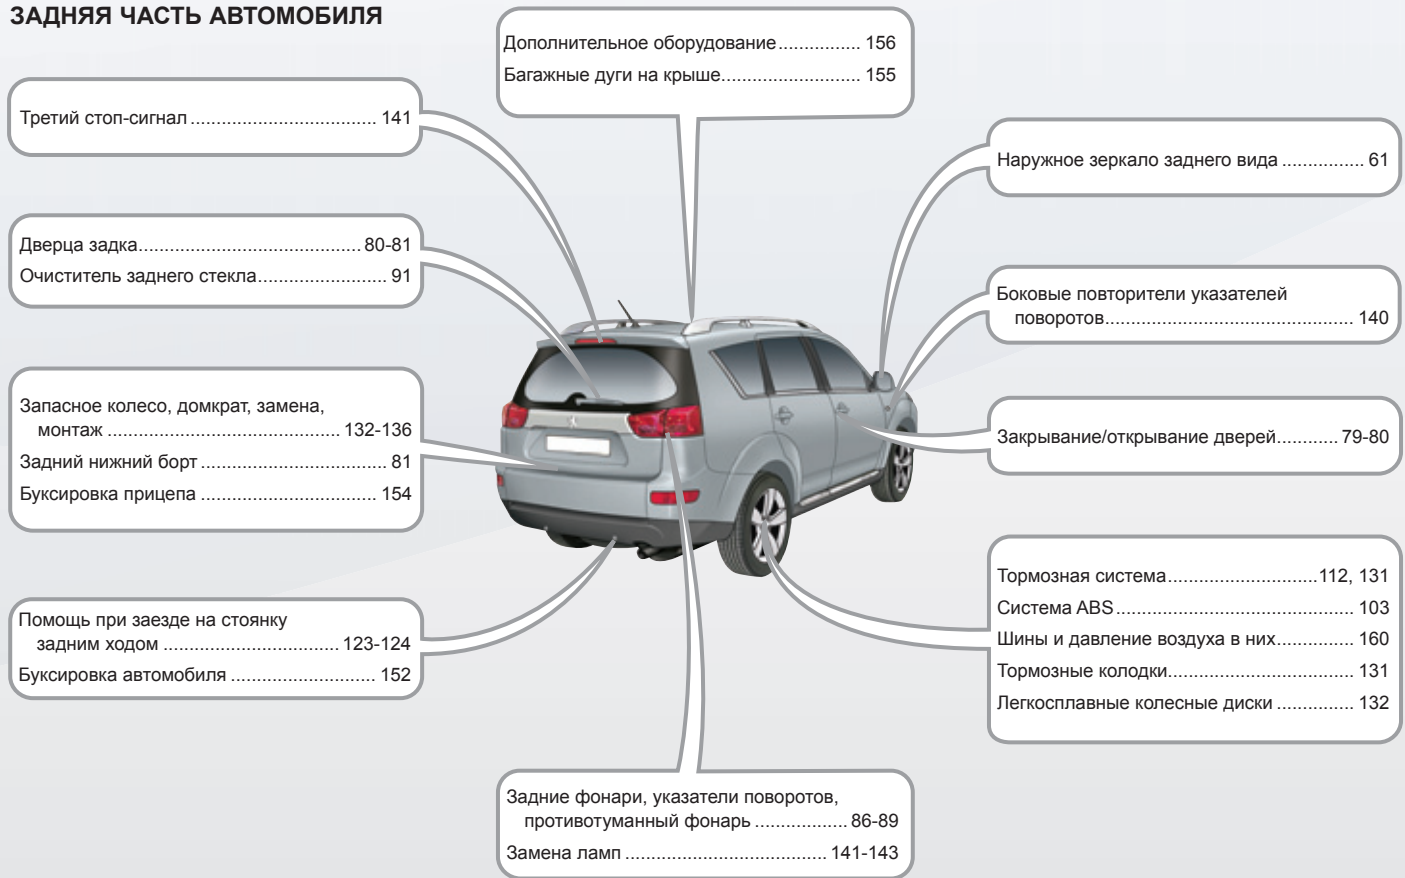 ЗАДНЯЯ ЧАСТЬ АВТОМОБИЛЯ
Дополнительное оборудование................ 156
Багажные дуги на крыше........................... 155
Третий стоп-сигнал .................................... 141
Наружное зеркало заднего вида ................ 61
Дверца задка........................................... 80-81
Очиститель заднего стекла......................... 91
Боковые повторители указателей
поворотов................................................ 140
Запасное колесо, домкрат, замена,
монтаж ............................................. 132-136
Задний нижний борт .................................... 81
Буксировка прицепа .................................. 154
Закрывание/открывание дверей............ 79-80
Помощь при заезде на стоянку
задним ходом .................................. 123-124
Буксировка автомобиля ............................ 152
Тормозная система.............................112, 131
Система ABS.............................................. 103
Шины и давление воздуха в них............... 160
Тормозные колодки.................................... 131
Легкосплавные колесные диски ............... 132
Задние фонари, указатели поворотов,
противотуманный фонарь .................. 86-89
Замена ламп ....................................... 141-143